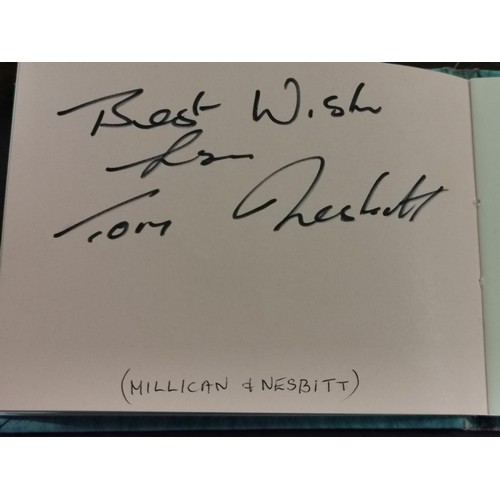 Best Wishes
from
Tom Nesbitt
(MILLICAN & NESBITT)